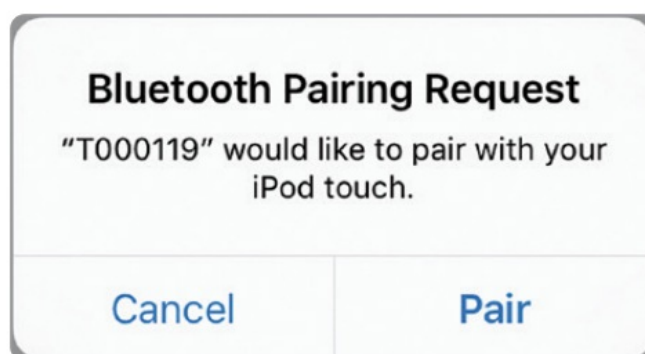 Bluetooth Pairing Request
“T000119” would like to pair with your
iPod touch.
Cancel
Pair